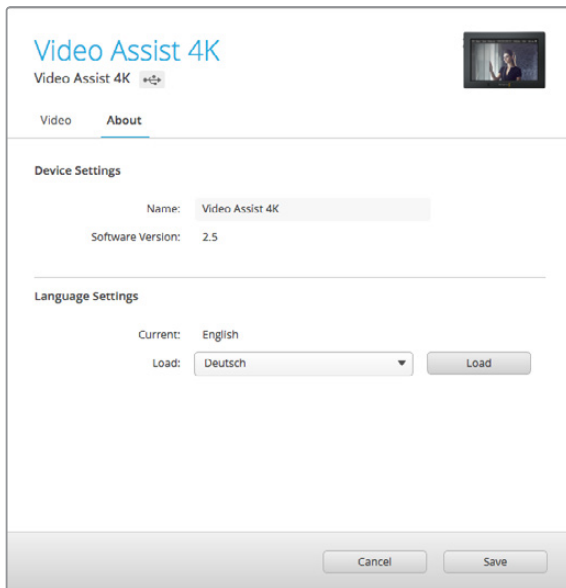 Video Assist 4K
Video Assist 4K
Video About
Device Settings
Name: Video Assist 4K
Software Version: 2.5
Language Settings
Current: English
Load: Deutsch Load
Cancel Save